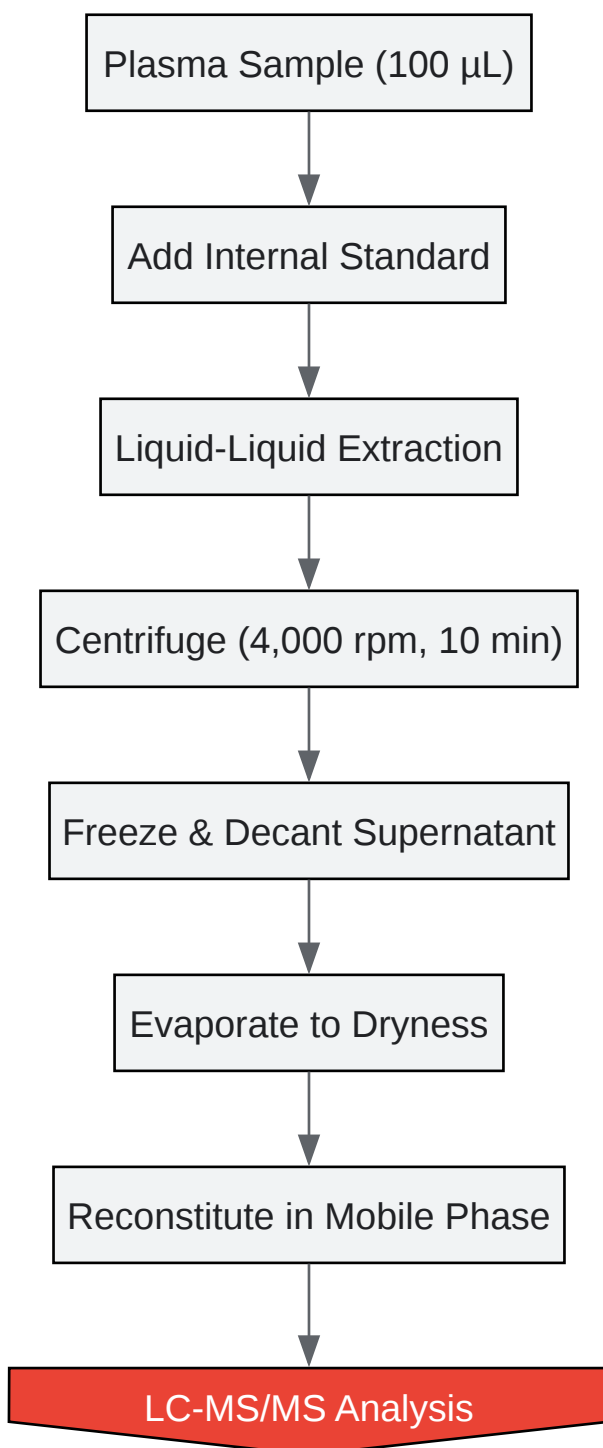 Plasma Sample (100 µL)
Add Internal Standard
Liquid-Liquid Extraction
Centrifuge (4,000 rpm, 10 min)
Freeze & Decant Supernatant
Evaporate to Dryness
Reconstitute in Mobile Phase
LC-MS/MS Analysis